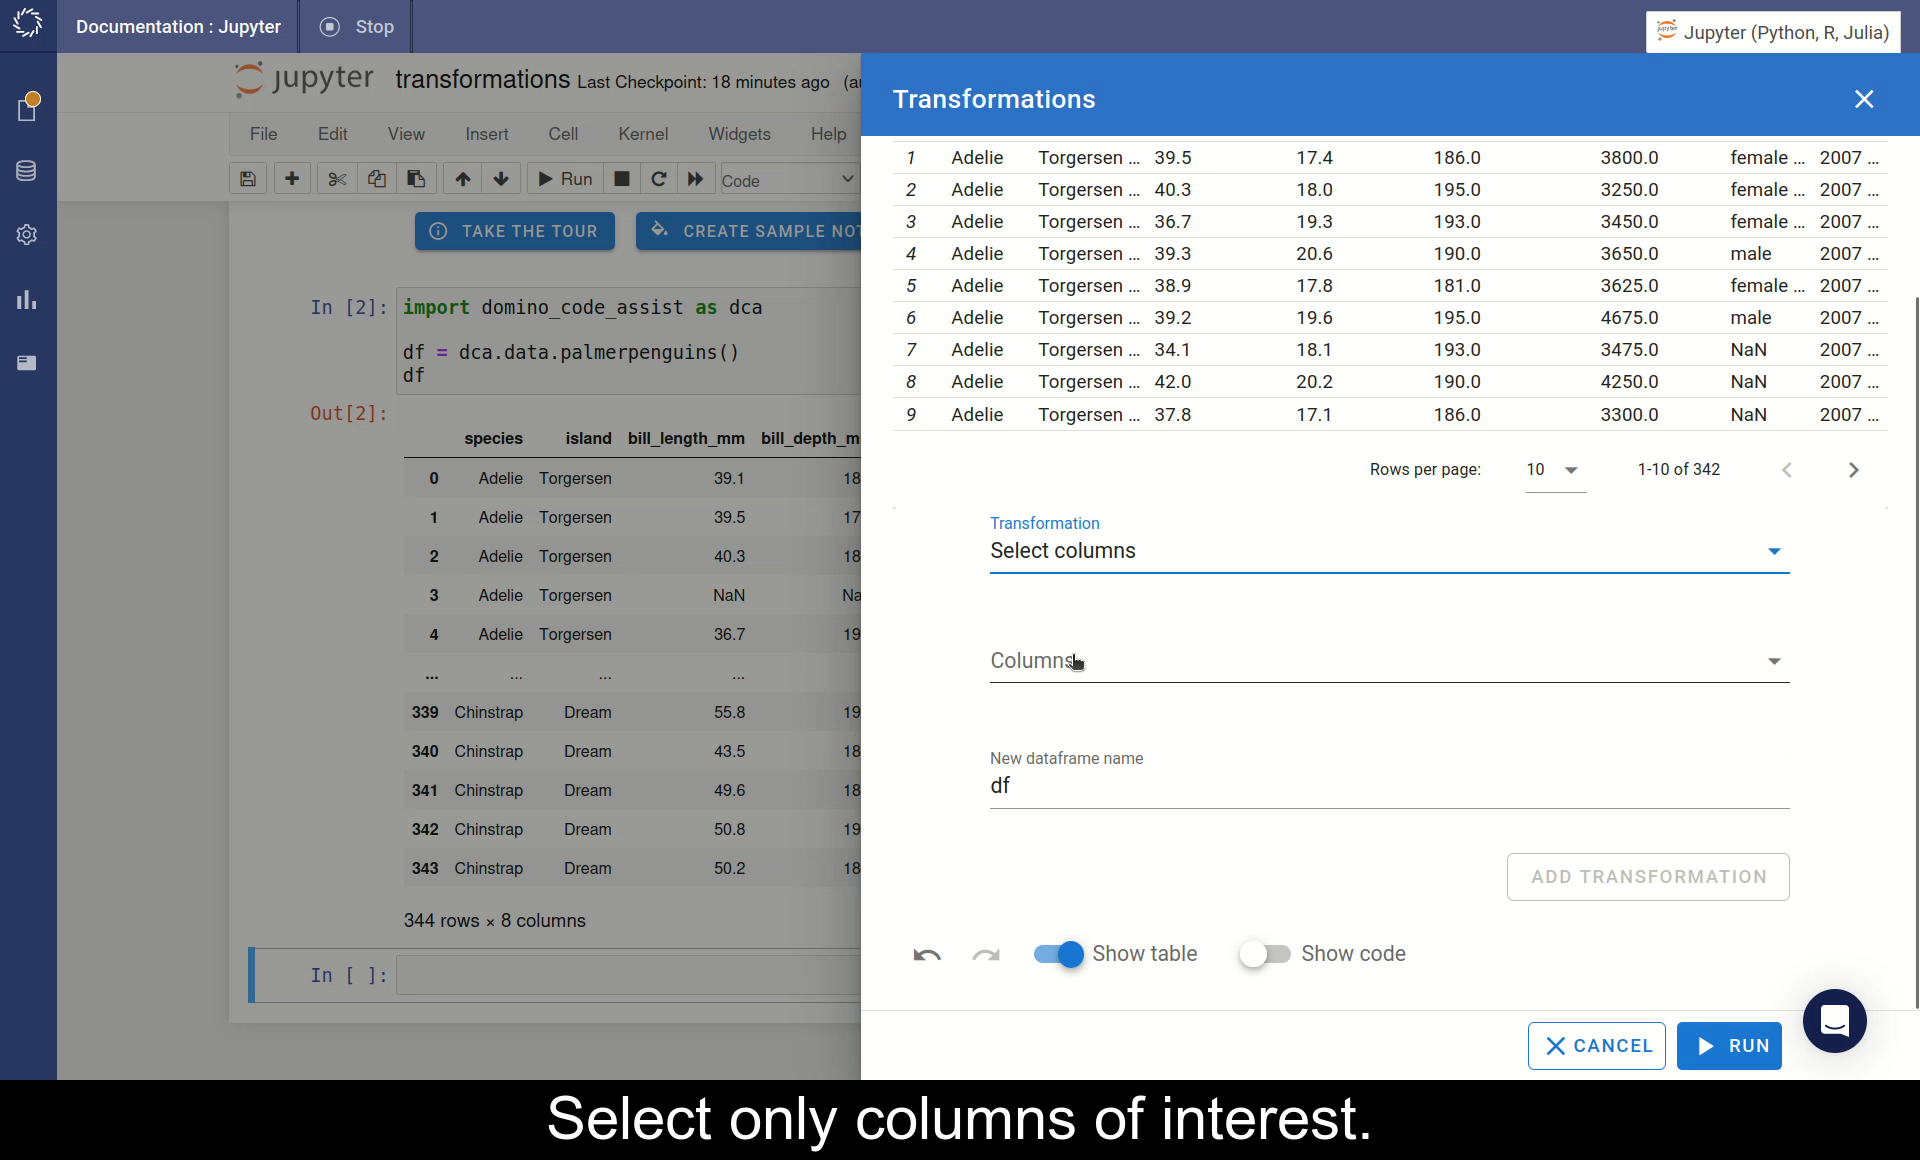 Documentation : Jupyter
Stop
Jupyter (Python, R, Julia)
jupyter transformations Last Checkpoint: 18 minutes ago (au
File Edit View Insert Cell Kernel Widgets Help
Run
Code
TAKE THE TOUR
CREATE SAMPLE NOT
In [2]: import domino_code_assist as dca
df = dca.data.palmerpenguins()
df
Out[2]:
species island bill_length_mm bill_depth_m
0 Adelie Torgersen 39.1 18
1 Adelie Torgersen 39.5 17
2 Adelie Torgersen 40.3 18
3 Adelie Torgersen NaN Na
4 Adelie Torgersen 36.7 19
... ... ... ...
339 Chinstrap Dream 55.8 19
340 Chinstrap Dream 43.5 18
341 Chinstrap Dream 49.6 18
342 Chinstrap Dream 50.8 19
343 Chinstrap Dream 50.2 18
344 rows × 8 columns
In [ ]:
Transformations
1 Adelie Torgersen ... 39.5 17.4 186.0 3800.0 female ... 2007 ...
2 Adelie Torgersen ... 40.3 18.0 195.0 3250.0 female ... 2007 ...
3 Adelie Torgersen ... 36.7 19.3 193.0 3450.0 female ... 2007 ...
4 Adelie Torgersen ... 39.3 20.6 190.0 3650.0 male 2007 ...
5 Adelie Torgersen ... 38.9 17.8 181.0 3625.0 female ... 2007 ...
6 Adelie Torgersen ... 39.2 19.6 195.0 4675.0 male 2007 ...
7 Adelie Torgersen ... 34.1 18.1 193.0 3475.0 NaN 2007 ...
8 Adelie Torgersen ... 42.0 20.2 190.0 4250.0 NaN 2007 ...
9 Adelie Torgersen ... 37.8 17.1 186.0 3300.0 NaN 2007 ...
Rows per page: 10 1-10 of 342
Transformation
Select columns
Columns
New dataframe name
df
ADD TRANSFORMATION
Show table Show code
CANCEL RUN
Select only columns of interest.